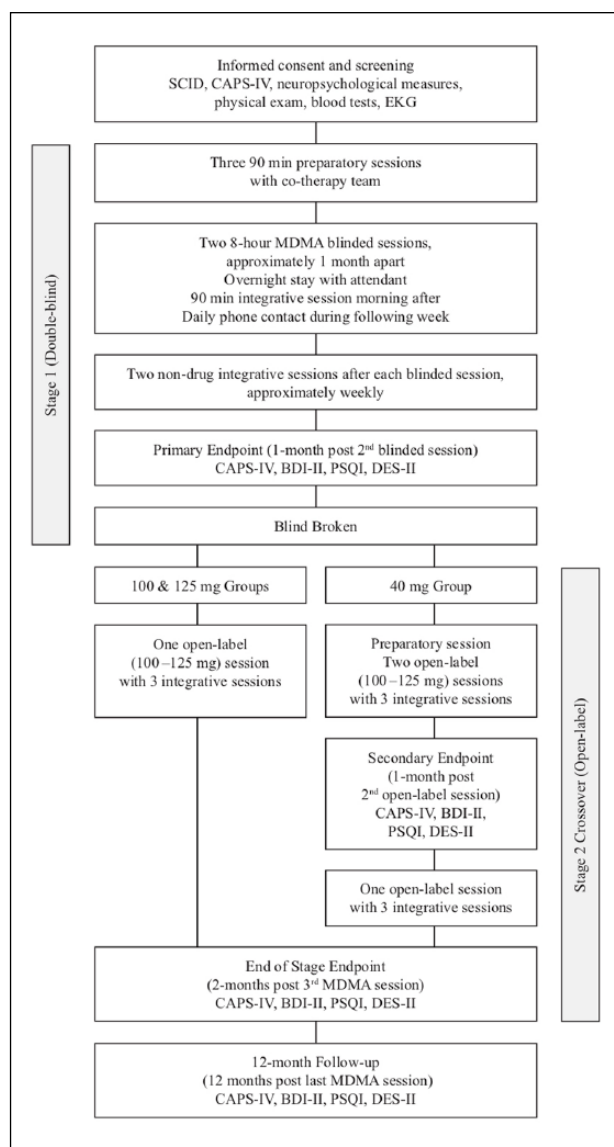 Informed consent and screening
SCID, CAPS-IV, neuropsychological measures,
physical exam, blood tests, EKG
Stage 1 (Double-blind)
Three 90 min preparatory sessions
with co-therapy team
Two 8-hour MDMA blinded sessions,
approximately 1 month apart
Overnight stay with attendant
90 min integrative session morning after
Daily phone contact during following week
Two non-drug integrative sessions after each blinded session,
approximately weekly
Primary Endpoint (1-month post 2nd blinded session)
CAPS-IV, BDI-II, PSQI, DES-II
Blind Broken
100 & 125 mg Groups
One open-label
(100–125 mg) session
with 3 integrative sessions
40 mg Group
Preparatory session
Two open-label
(100–125 mg) sessions
with 3 integrative sessions
Secondary Endpoint
(1-month post
2nd open-label session)
CAPS-IV, BDI-II,
PSQI, DES-II
One open-label session
with 3 integrative sessions
Stage 2 Crossover (Open-label)
End of Stage Endpoint
(2-months post 3rd MDMA session)
CAPS-IV, BDI-II, PSQI, DES-II
12-month Follow-up
(12 months post last MDMA session)
CAPS-IV, BDI-II, PSQI, DES-II